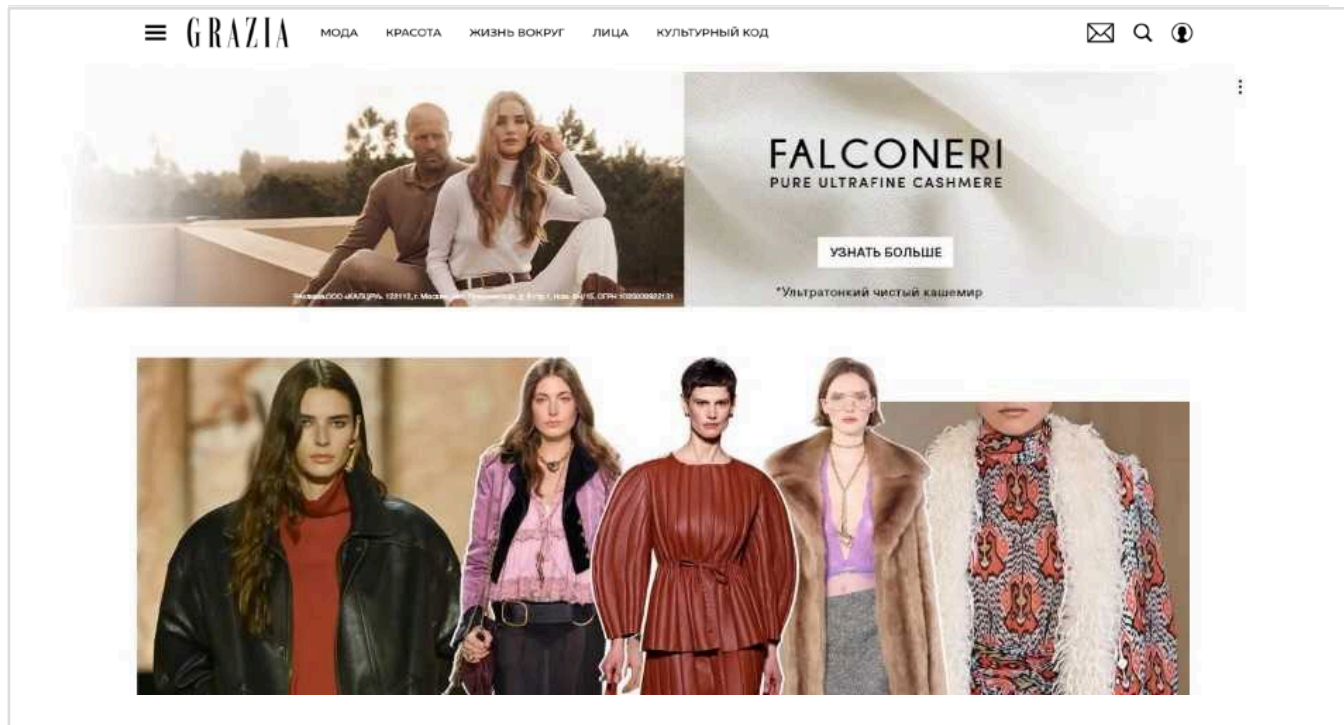 GRAZIA МОДА КРАСОТА ЖИЗНЬ ВОКРУГ ЛИЦА КУЛЬТУРНЫЙ КОД
FALCONERI
PURE ULTRAFINE CASHMERE
УЗНАТЬ БОЛЬШЕ
*Ультратонкий чистый кашемир